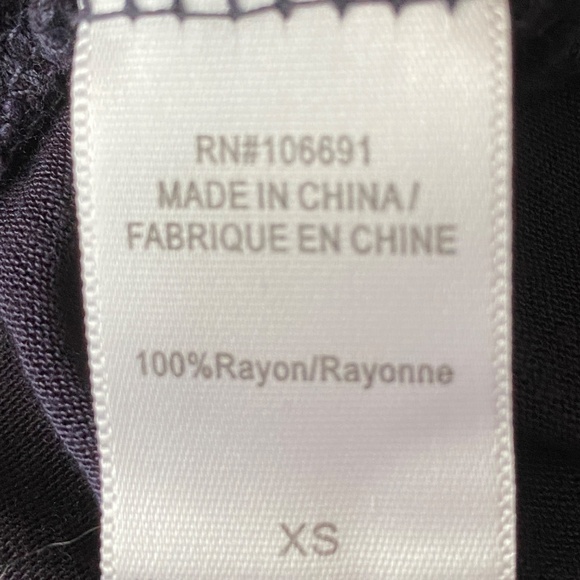 RN#106691
MADE IN CHINA/
FABRIQUE EN CHINE
100%Rayon/Rayonne
XS